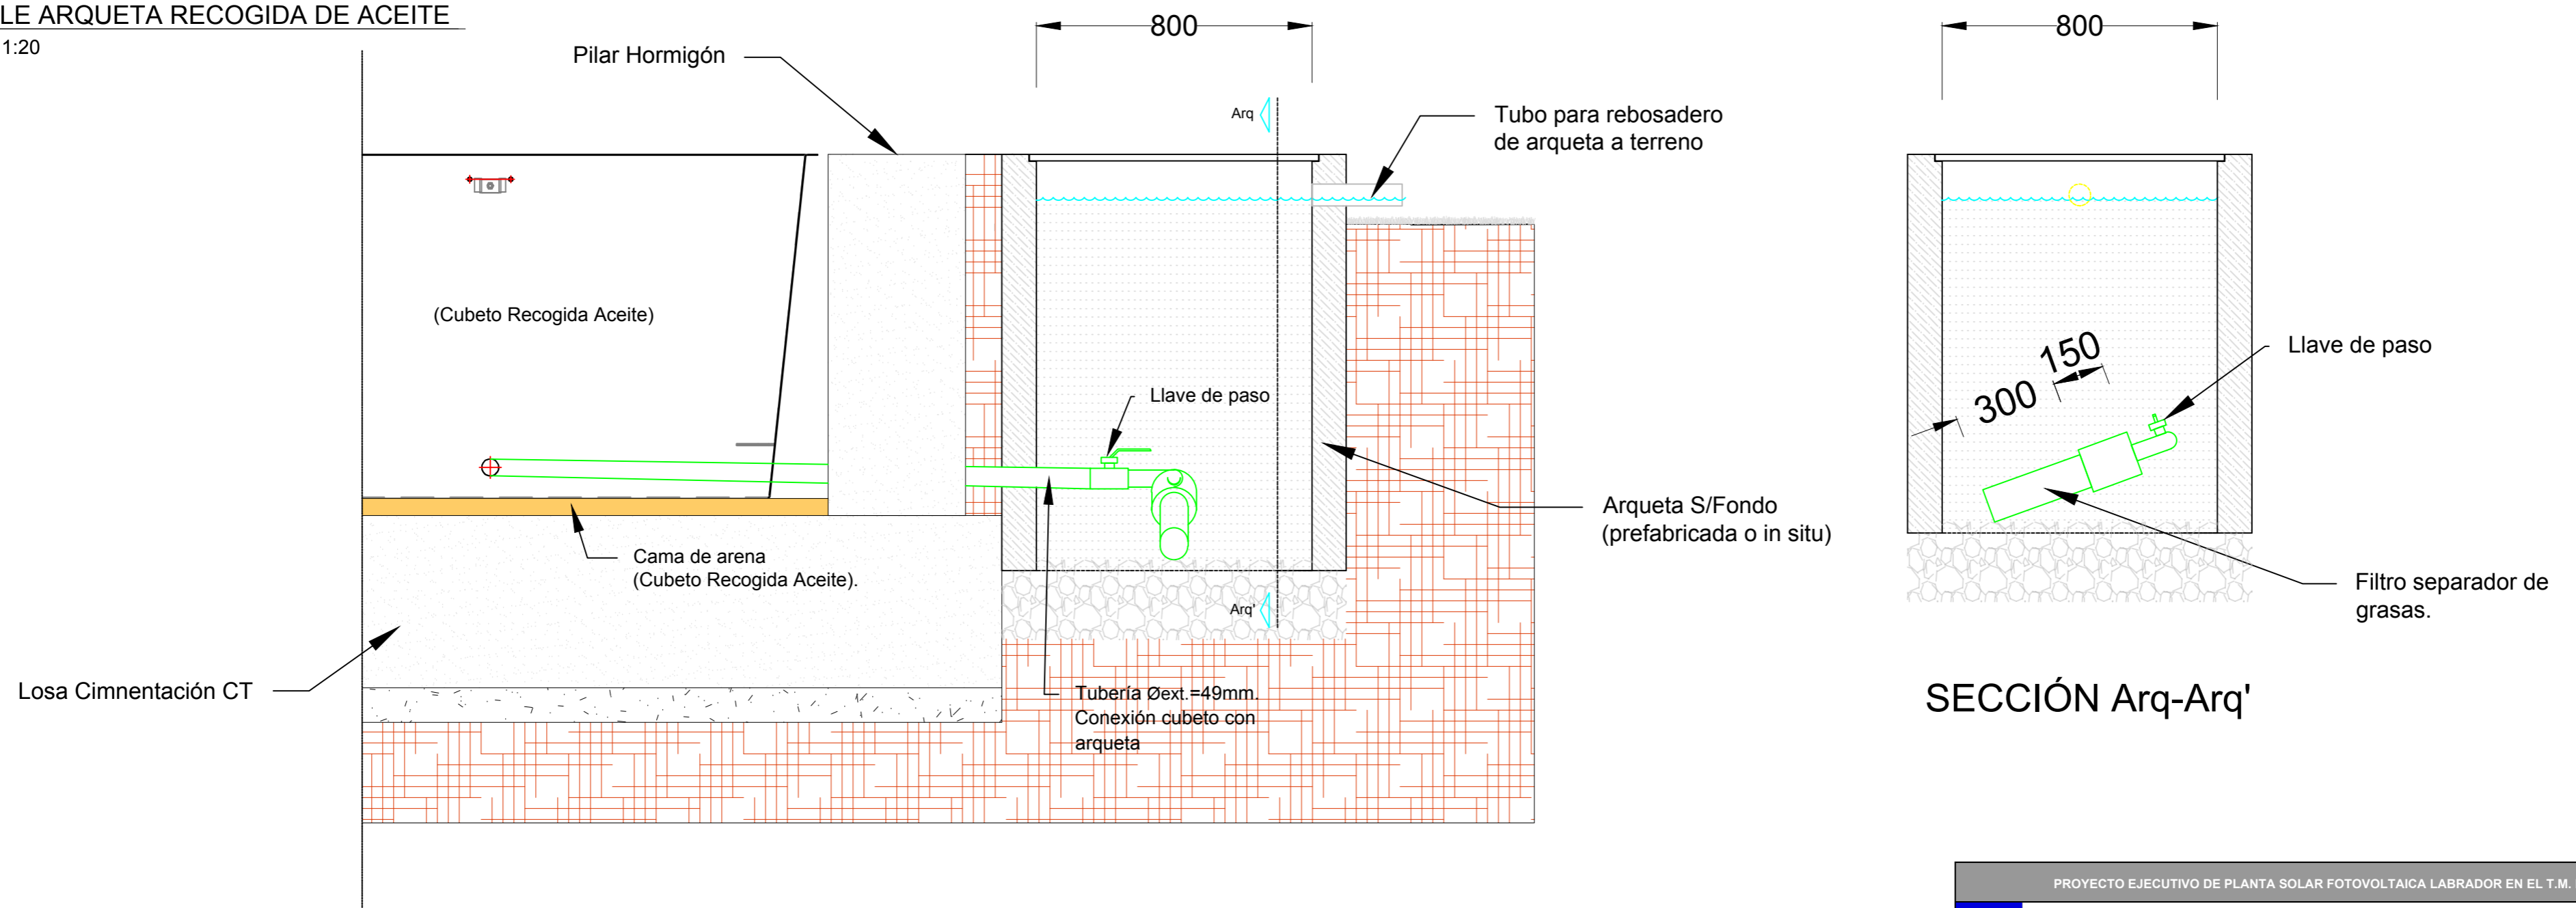 LE ARQUETA RECOGIDA DE ACEITE
1:20
Pilar Hormigón
800
800
Arq
Tubo para rebosadero
de arqueta a terreno
(Cubeto Recogida Aceite)
Llave de paso
150
300
Llave de paso
Arqueta S/Fondo
(prefabricada o in situ)
Cama de arena
(Cubeto Recogida Aceite).
Arq'
Filtro separador de
grasas.
Losa Cimnentación CT
Tubería Øext.=49mm.
Conexión cubeto con
arqueta
SECCIÓN Arq-Arq'
PROYECTO EJECUTIVO DE PLANTA SOLAR FOTOVOLTAICA LABRADOR EN EL T.M.